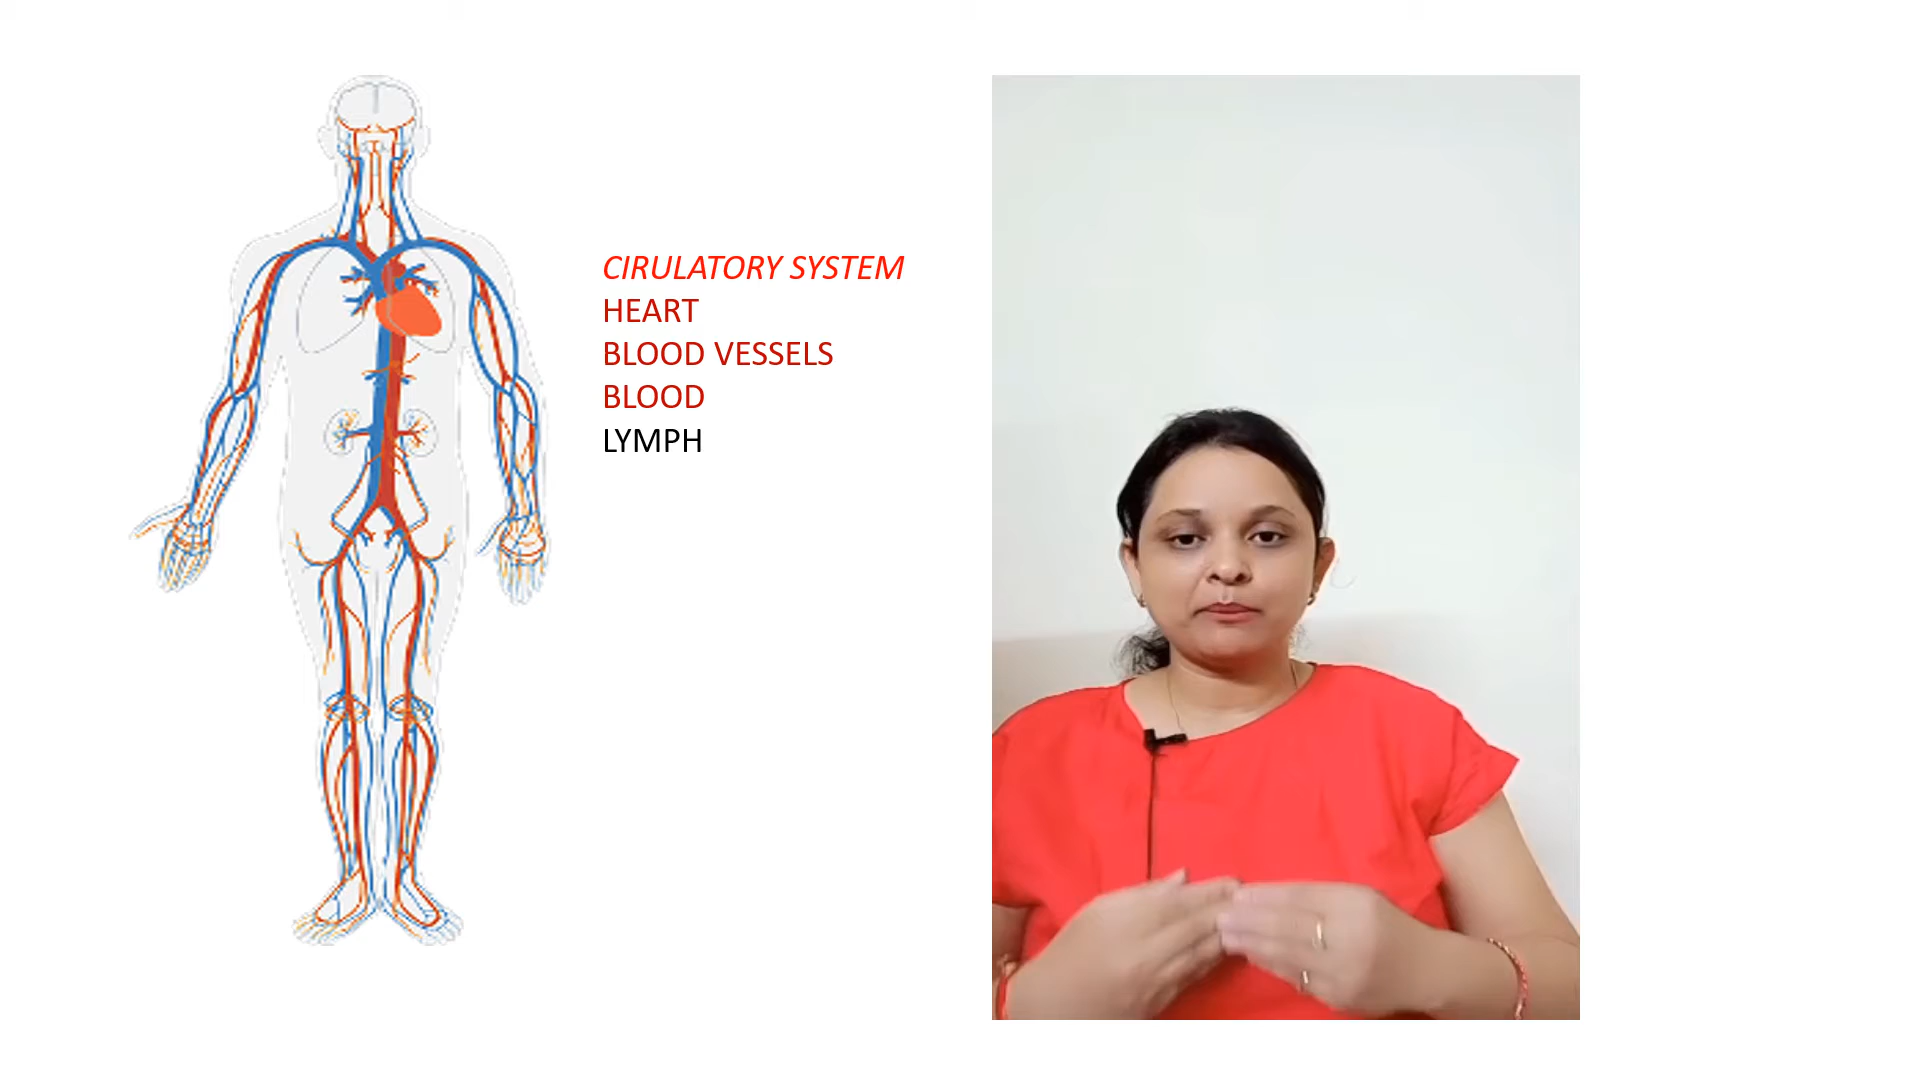 CIRULATORY SYSTEM
HEART
BLOOD VESSELS
BLOOD
LYMPH